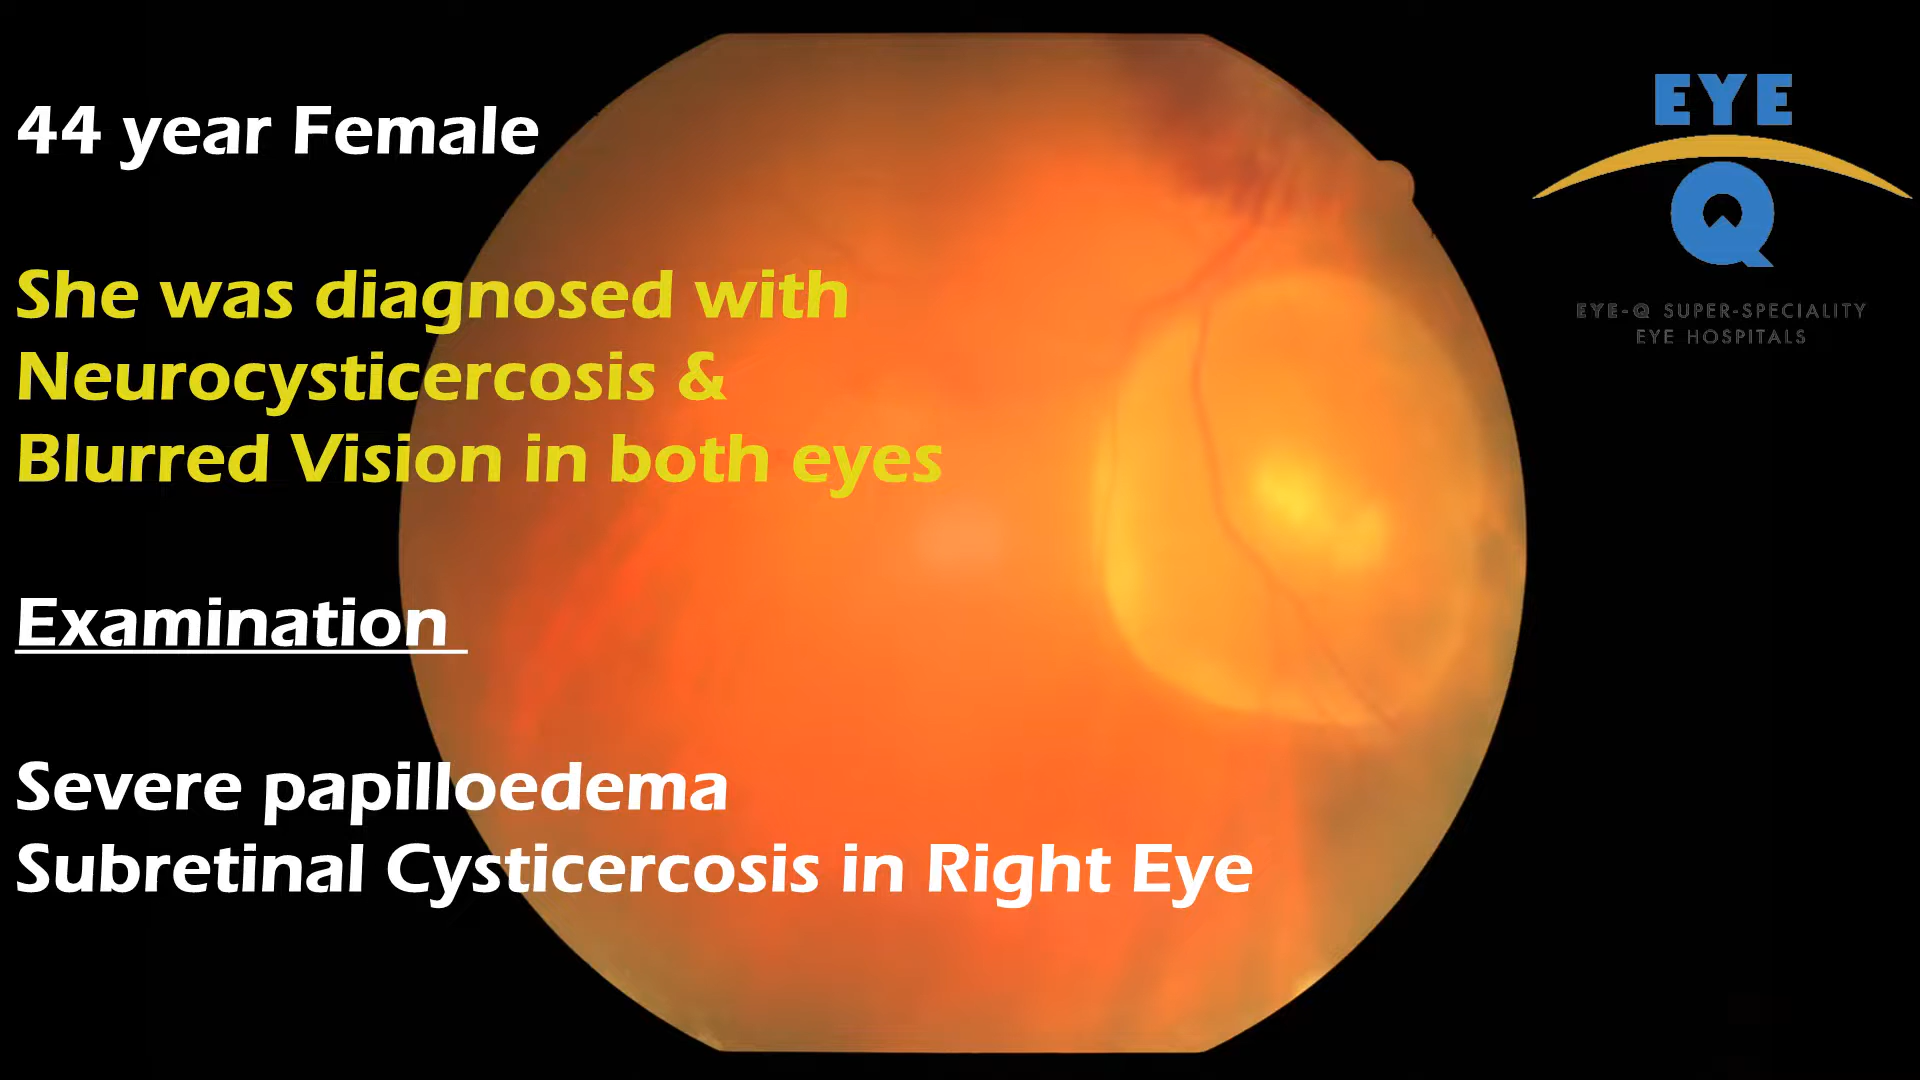 44 year Female
She was diagnosed with
Neurocysticercosis &
Blurred Vision in both eyes
Examination
Severe papilloedema
Subretinal Cysticercosis in Right Eye
EYE
Q
EYE-Q SUPER-SPECIALITY
EYE HOSPITALS